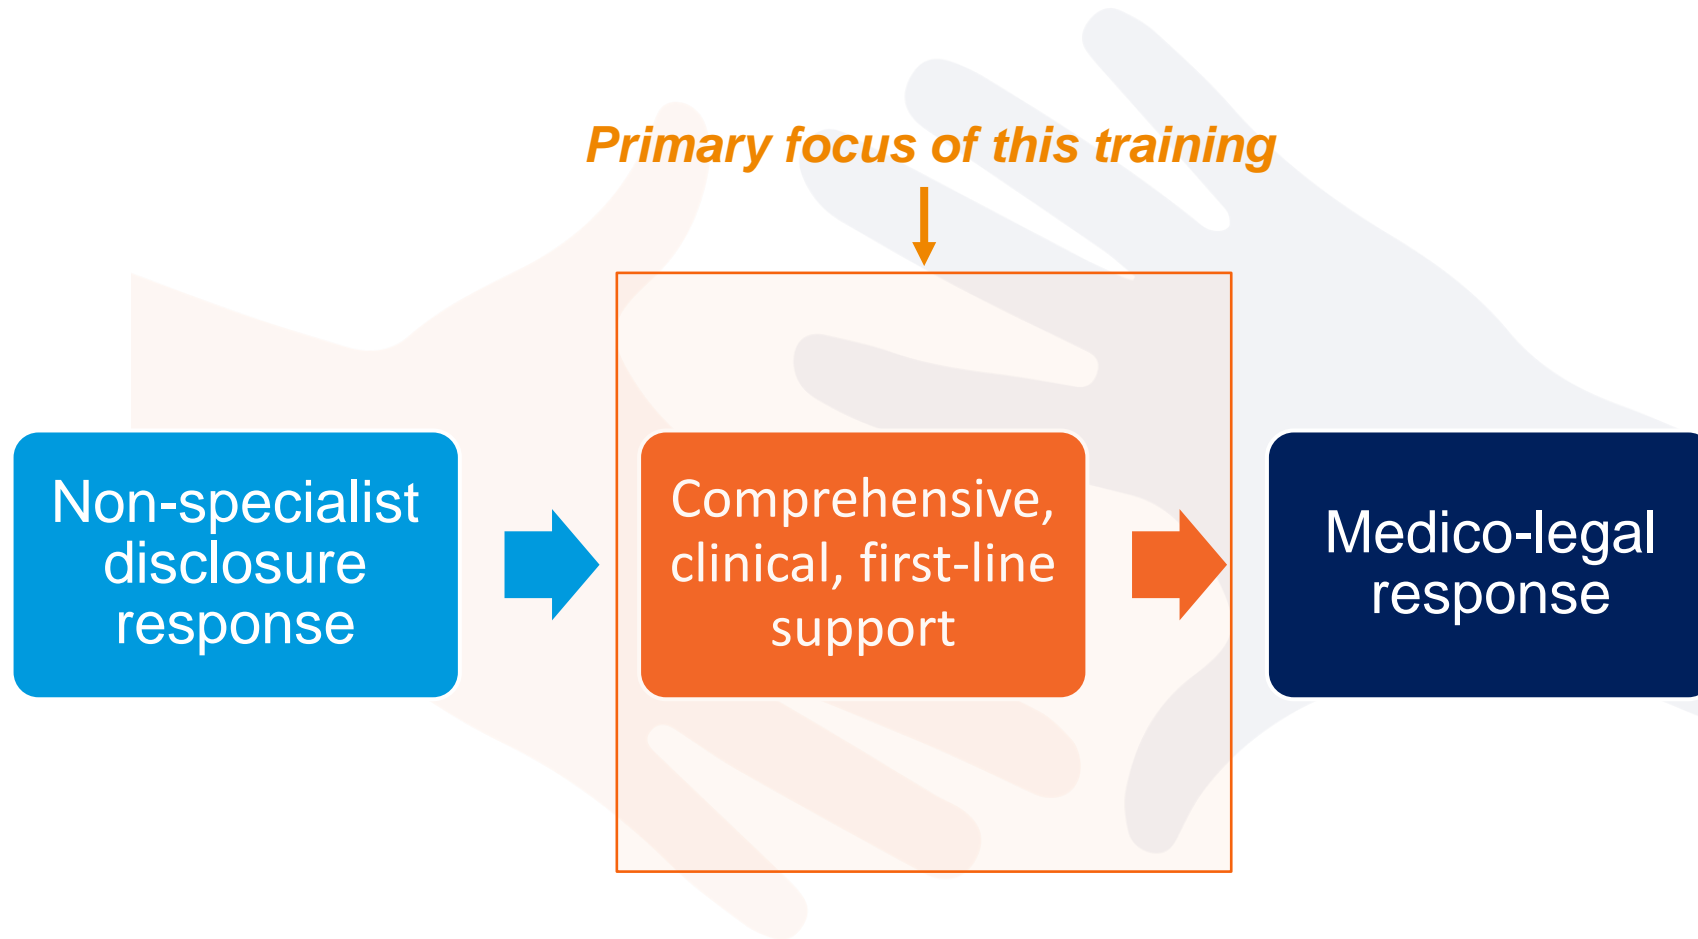 Primary focus of this training
Non-specialist
disclosure
response
Comprehensive,
clinical, first-line
support
Medico-legal
response